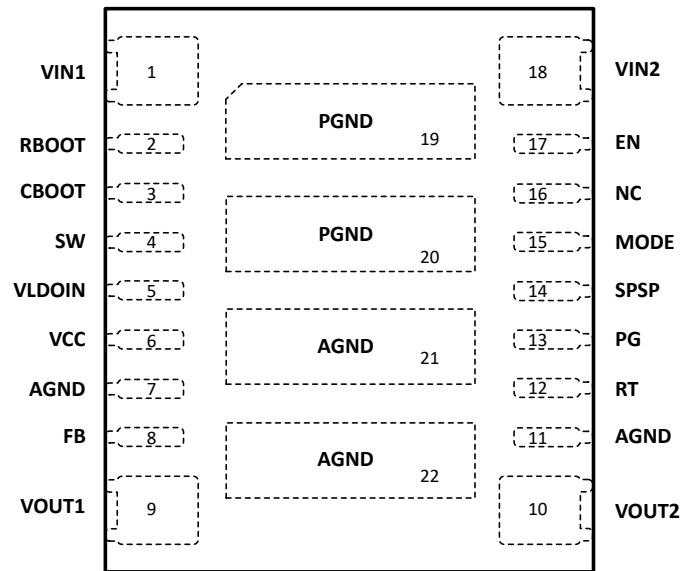 VIN1 1 18 VIN2
PGND
19
RBOOT 2 17 EN
CBOOT 3 16 NC
PGND
20
SW 4 15 MODE
VLDOIN 5 14 SPSP
VCC 6 13 PG
AGND
21
AGND 7 12 RT
FB 8 11 AGND
AGND
22
VOUT1 9 10 VOUT2